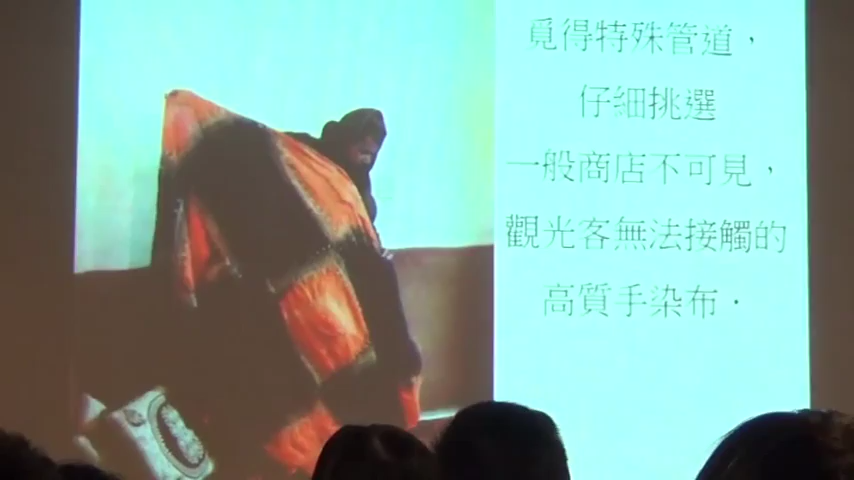 覓得特殊管道，
仔細挑選
一般商店不可見，
觀光客無法接觸的
高質手染布．